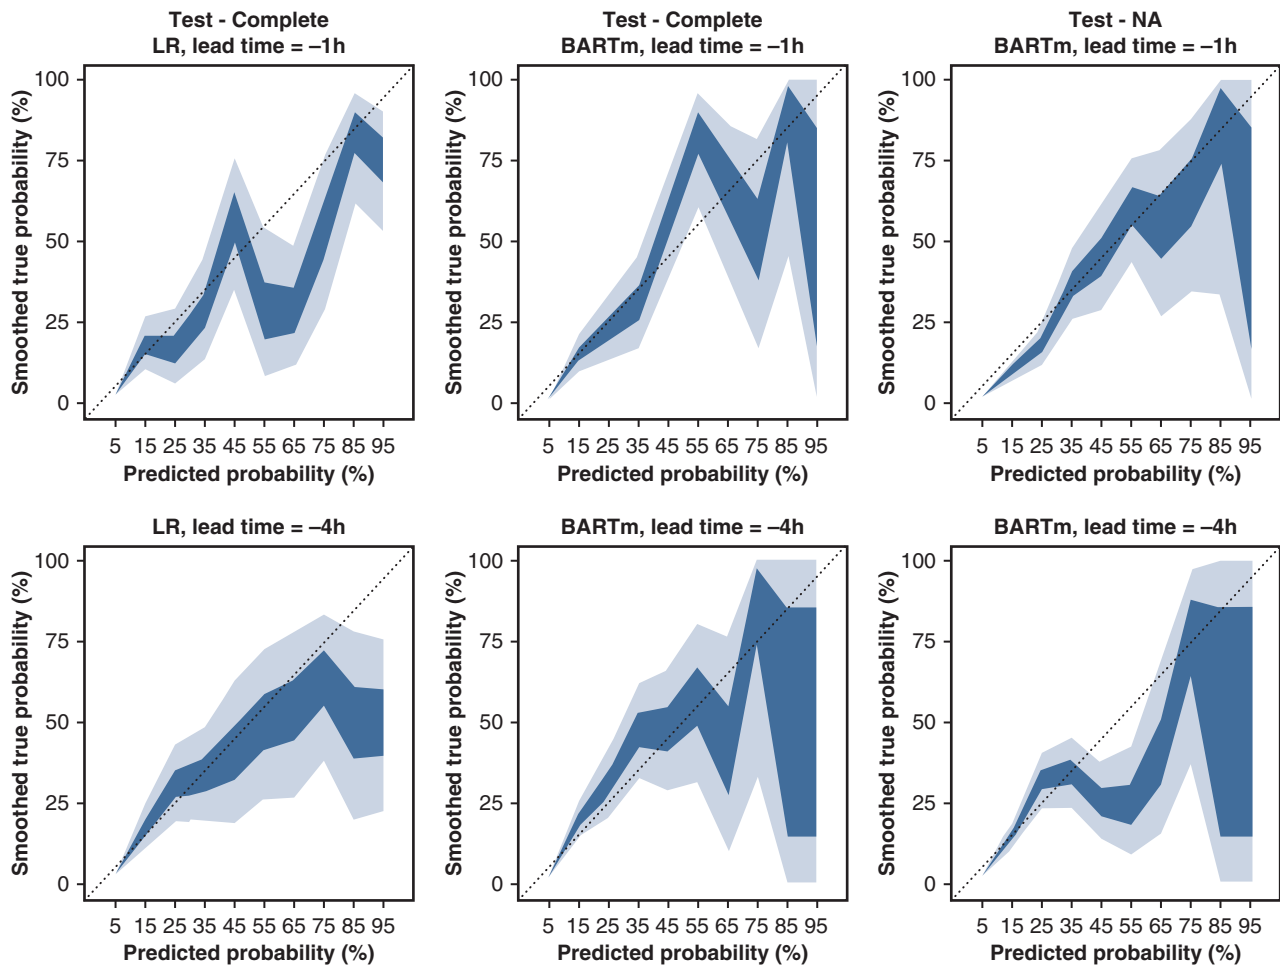 Test - Complete
LR, lead time = –1h
Test - Complete
BARTm, lead time = –1h
Test - NA
BARTm, lead time = –1h
Smoothed true probability (%)
100
75
50
25
0
5 15 25 35 45 55 65 75 85 95
Predicted probability (%)
Smoothed true probability (%)
100
75
50
25
0
5 15 25 35 45 55 65 75 85 95
Predicted probability (%)
Smoothed true probability (%)
100
75
50
25
0
5 15 25 35 45 55 65 75 85 95
Predicted probability (%)
LR, lead time = –4h
Smoothed true probability (%)
100
75
50
25
0
5 15 25 35 45 55 65 75 85 95
Predicted probability (%)
BARTm, lead time = –4h
Smoothed true probability (%)
100
75
50
25
0
5 15 25 35 45 55 65 75 85 95
Predicted probability (%)
BARTm, lead time = –4h
Smoothed true probability (%)
100
75
50
25
0
5 15 25 35 45 55 65 75 85 95
Predicted probability (%)